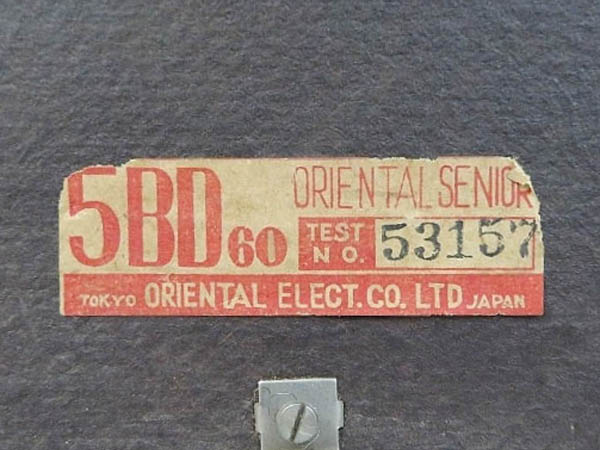 5BD60 ORIENTAL SENIOR
TEST NO. 53157
TOKYO ORIENTAL ELECT. CO. LTD JAPAN